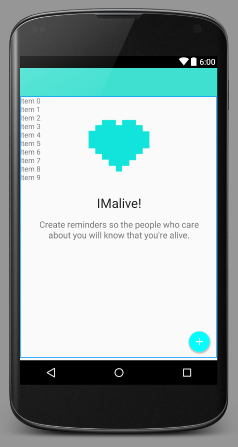 6:00
Item 0
Item 1
Item 2
Item 3
Item 4
Item 5
Item 6
Item 7
Item 8
Item 9
IMalive!
Create reminders so the people who care
about you will know that you're alive.